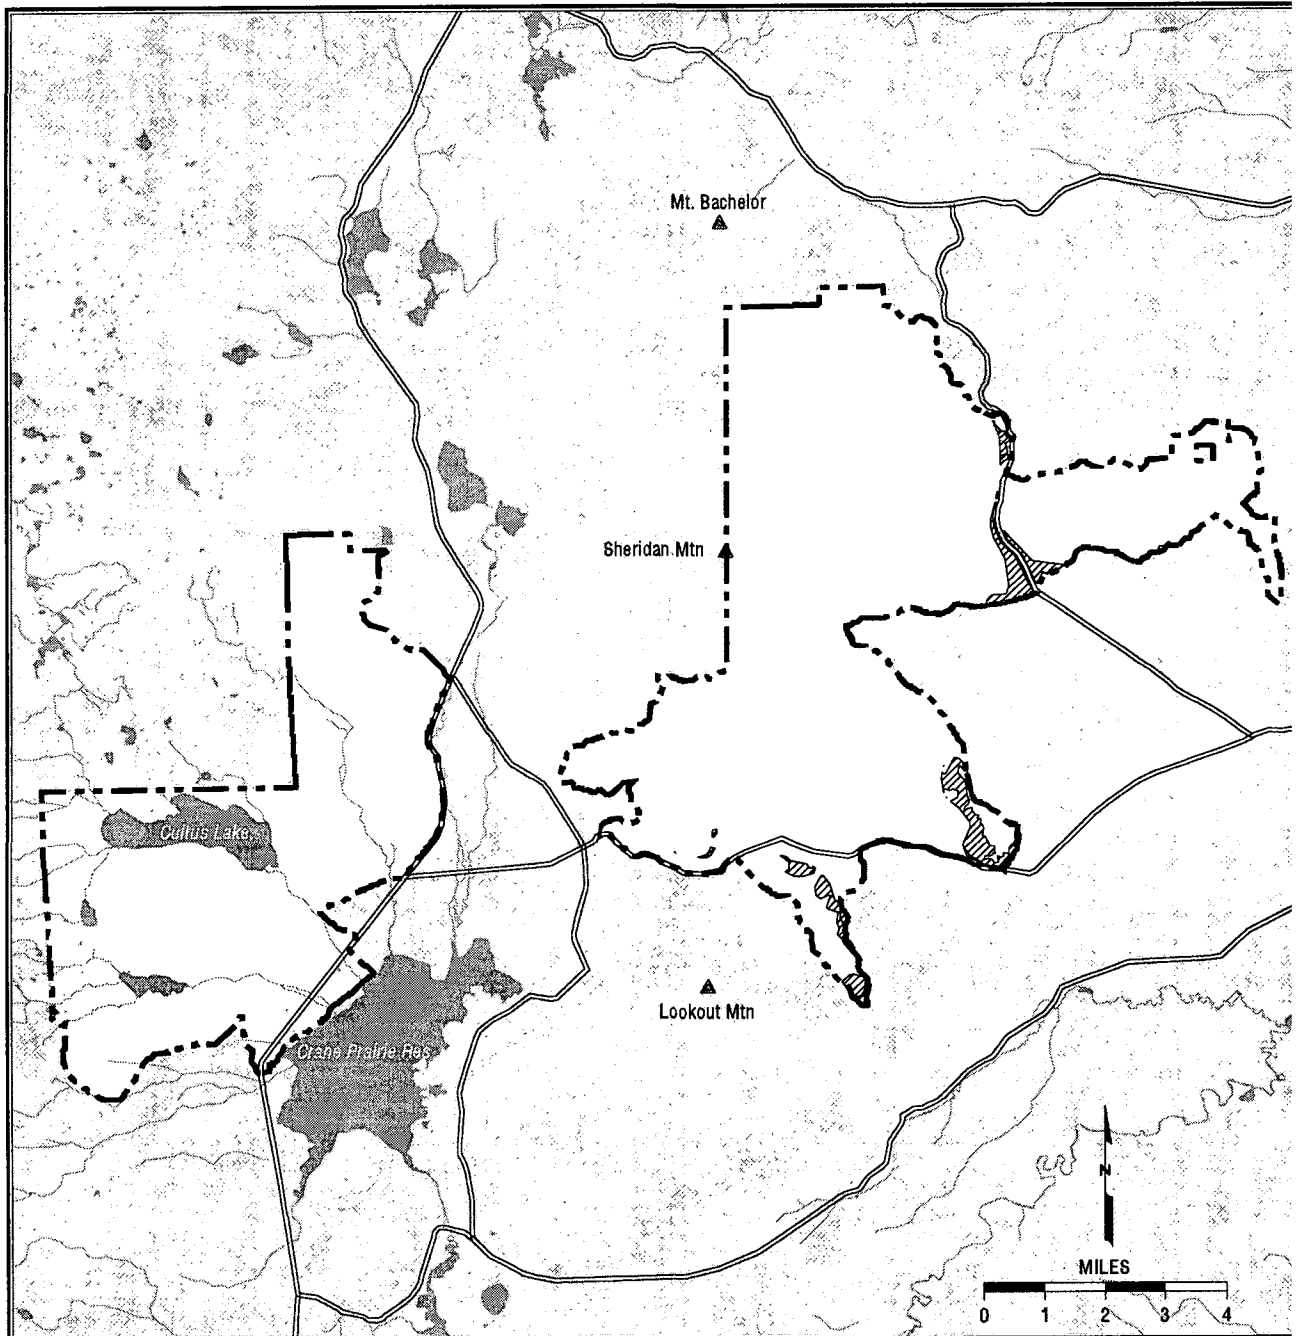 Mt. Bachelor
Sheridan Mtn
Cultus Lake
Lookout Mtn
Crane Prairie Res
N
MILES
0 1 2 3 4